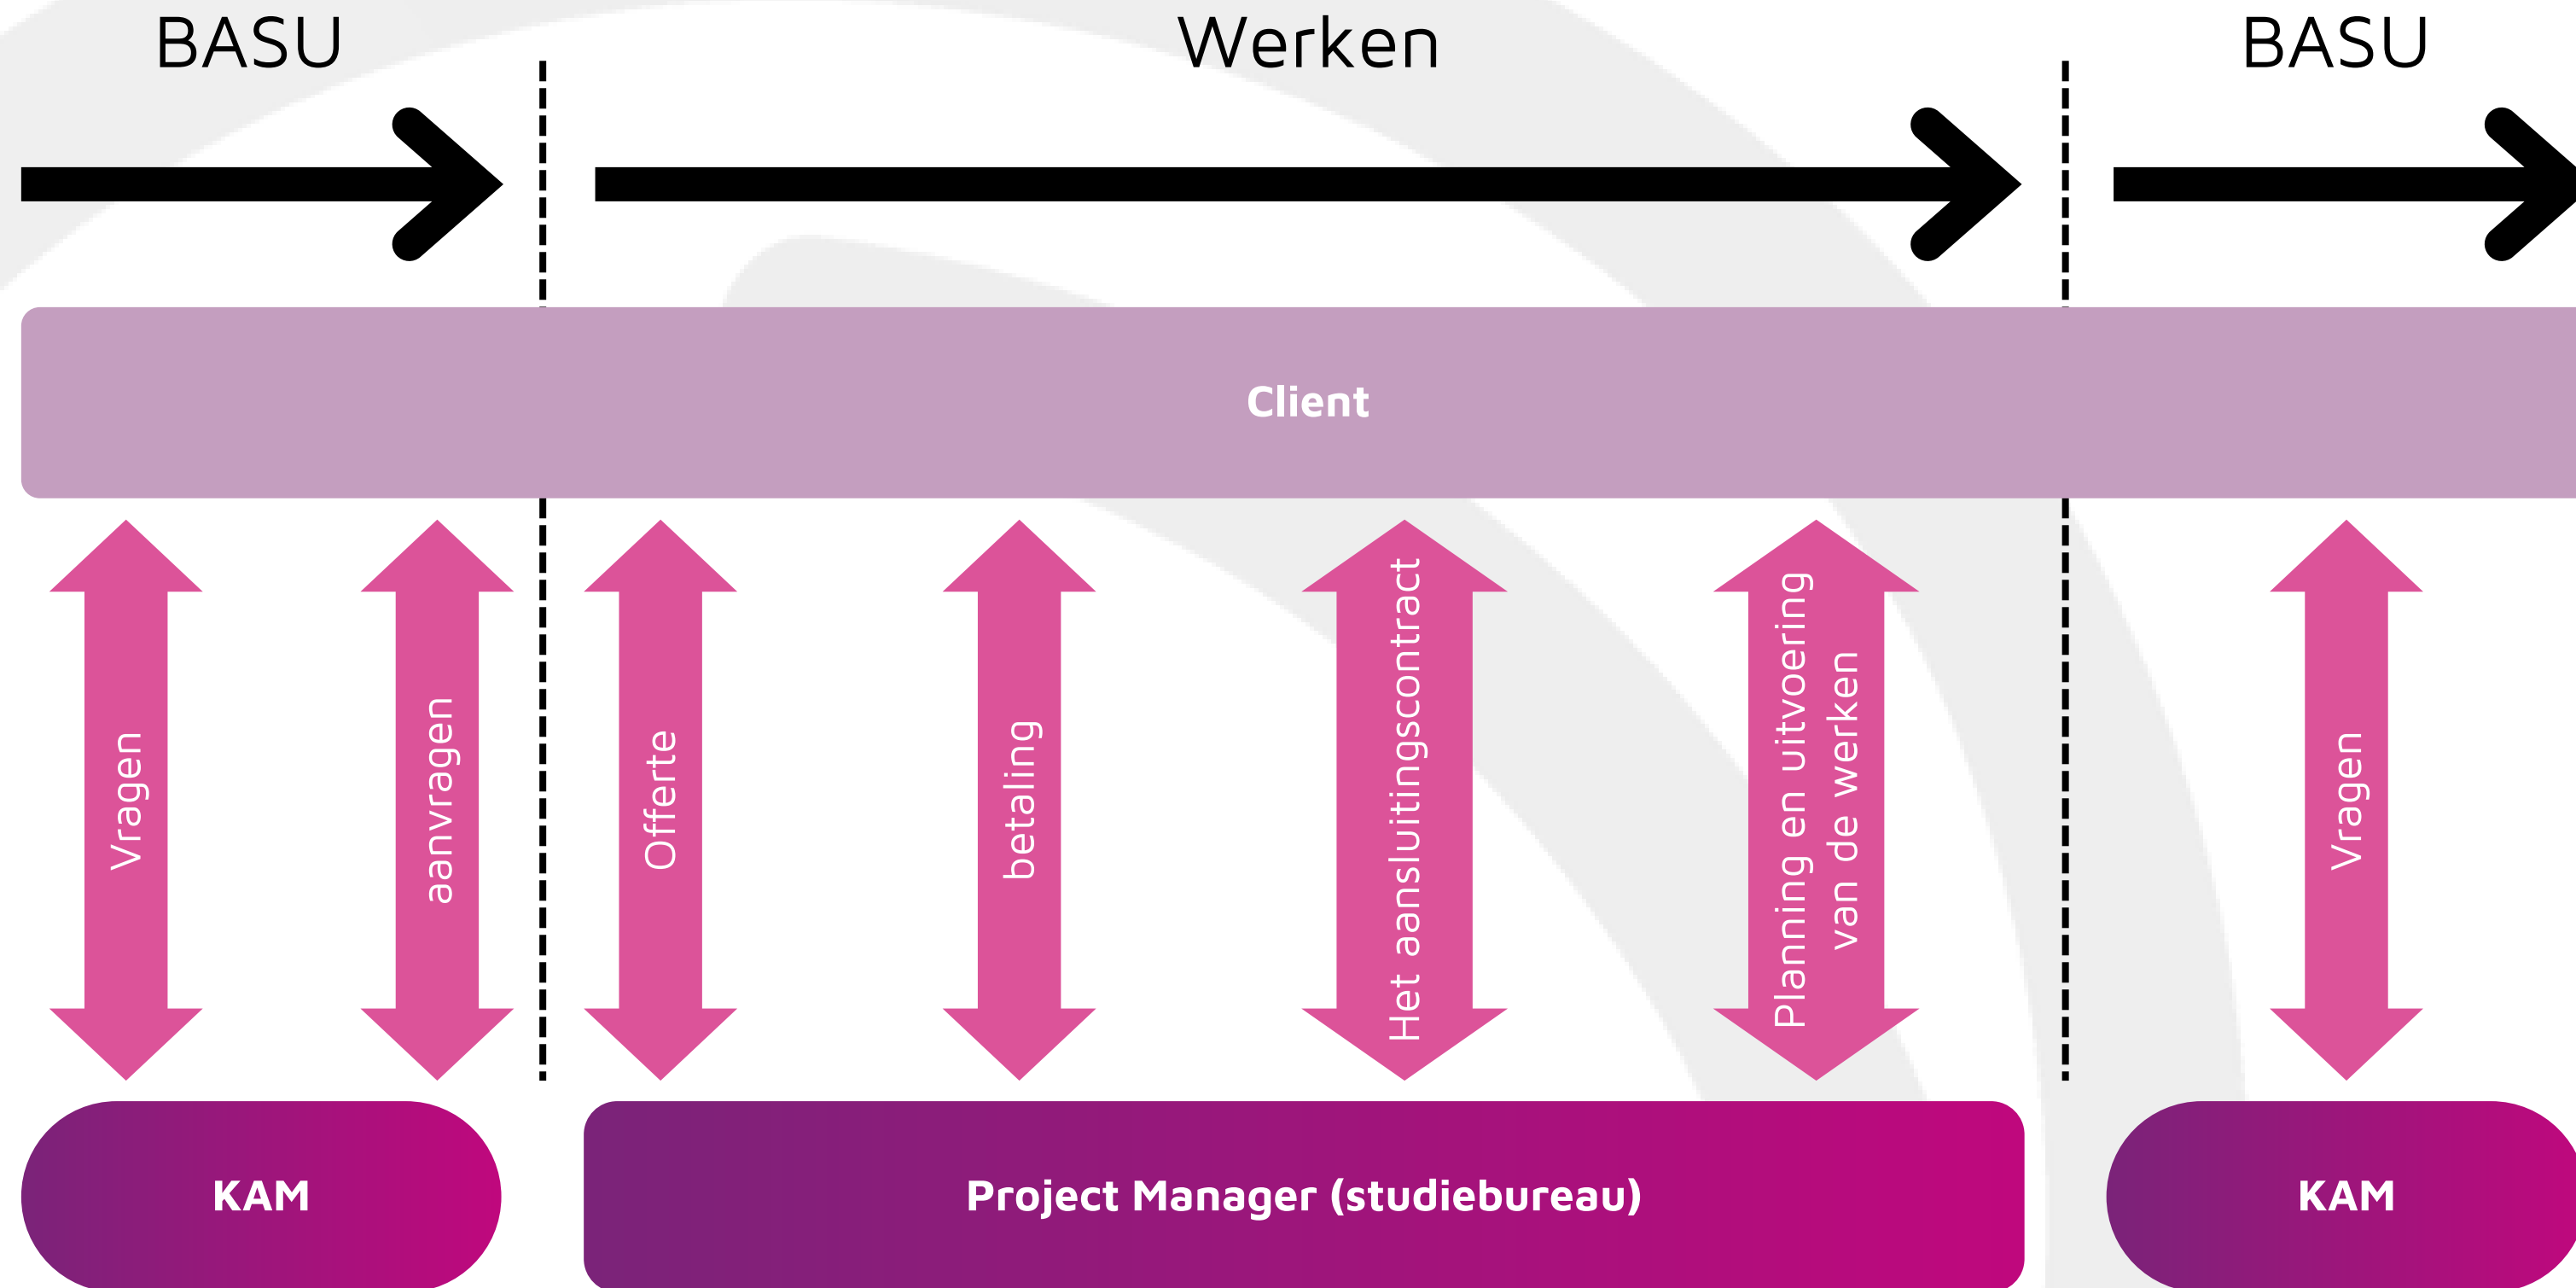 BASU
Werken
BASU
Client
Vragen
aanvragen
Offerte
betaling
Het aansluitingscontract
Planning en uitvoering
van de werken
Vragen
KAM
Project Manager (studiebureau)
KAM